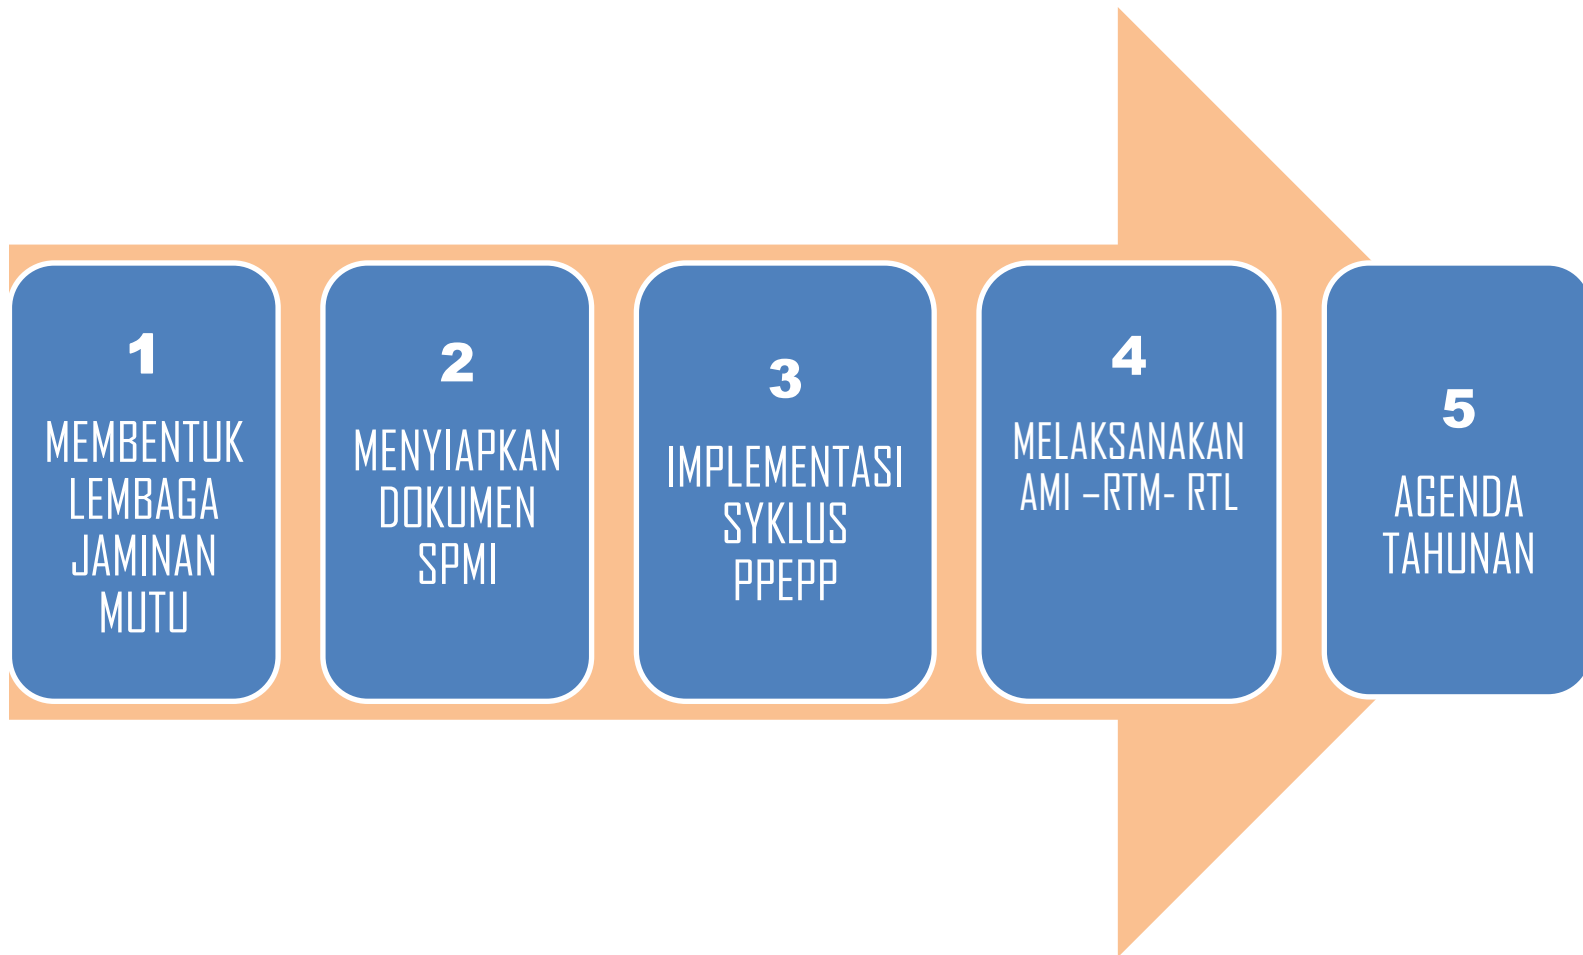 1
MEMBENTUK
LEMBAGA
JAMINAN
MUTU
2
MENYIAPKAN
DOKUMEN
SPMI
3
IMPLEMENTASI
SYKLUS
PPEPP
4
MELAKSANAKAN
AMI –RTM- RTL
5
AGENDA
TAHUNAN